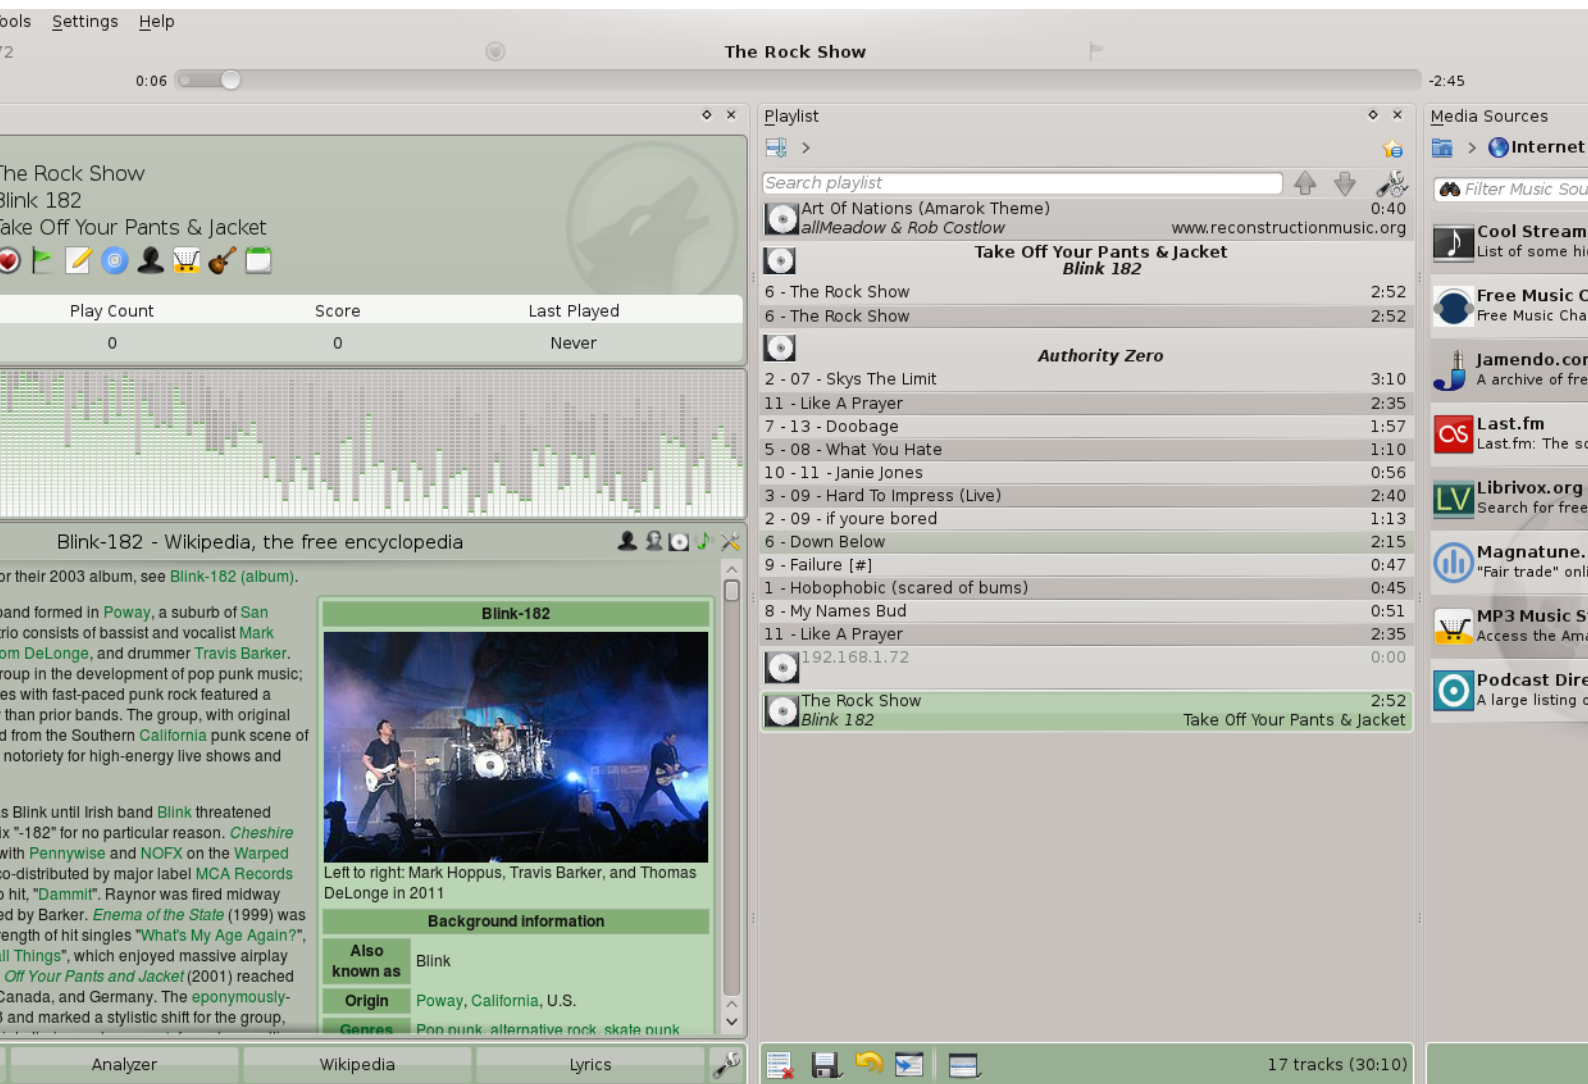 Tools Settings Help
72
The Rock Show
0:06
-2:45
The Rock Show
Blink 182
Take Off Your Pants & Jacket
Play Count Score Last Played
0 0 Never
Blink-182 - Wikipedia, the free encyclopedia
or their 2003 album, see Blink-182 (album).
band formed in Poway, a suburb of San
trio consists of bassist and vocalist Mark
om DeLonge, and drummer Travis Barker.
roup in the development of pop punk music;
es with fast-paced punk rock featured a
than prior bands. The group, with original
d from the Southern California punk scene of
notoriety for high-energy live shows and
s Blink until Irish band Blink threatened
ix "-182" for no particular reason. Cheshire
with Pennywise and NOFX on the Warped
co-distributed by major label MCA Records
o hit, "Dammit". Raynor was fired midway
ed by Barker. Enema of the State (1999) was
ength of hit singles "What's My Age Again?",
all Things", which enjoyed massive airplay
Off Your Pants and Jacket (2001) reached
Canada, and Germany. The eponymously-
3 and marked a stylistic shift for the group,
Blink-182
Left to right: Mark Hoppus, Travis Barker, and Thomas
DeLonge in 2011
Background information
Also known as Blink
Origin Poway, California, U.S.
Genres Pop punk, alternative rock, skate punk
Analyzer Wikipedia Lyrics
Playlist
Search playlist
Art Of Nations (Amarok Theme) 0:40
allMeadow & Rob Costlow www.reconstructionmusic.org
Take Off Your Pants & Jacket
Blink 182
6 - The Rock Show 2:52
6 - The Rock Show 2:52
Authority Zero
2 - 07 - Skys The Limit 3:10
11 - Like A Prayer 2:35
7 - 13 - Doobage 1:57
5 - 08 - What You Hate 1:10
10 - 11 - Janie Jones 0:56
3 - 09 - Hard To Impress (Live) 2:40
2 - 09 - if youre bored 1:13
6 - Down Below 2:15
9 - Failure [#] 0:47
1 - Hobophobic (scared of bums) 0:45
8 - My Names Bud 0:51
11 - Like A Prayer 2:35
192.168.1.72 0:00
The Rock Show 2:52
Blink 182 Take Off Your Pants & Jacket
17 tracks (30:10)
Media Sources
Internet
Filter Music Sou
Cool Stream
List of some hi
Free Music C
Free Music Cha
Jamendo.com
A archive of fre
Last.fm
Last.fm: The so
LV
Librivox.org
Search for free
Magnatune.
"Fair trade" onli
MP3 Music S
Access the Ama
Podcast Dire
A large listing o